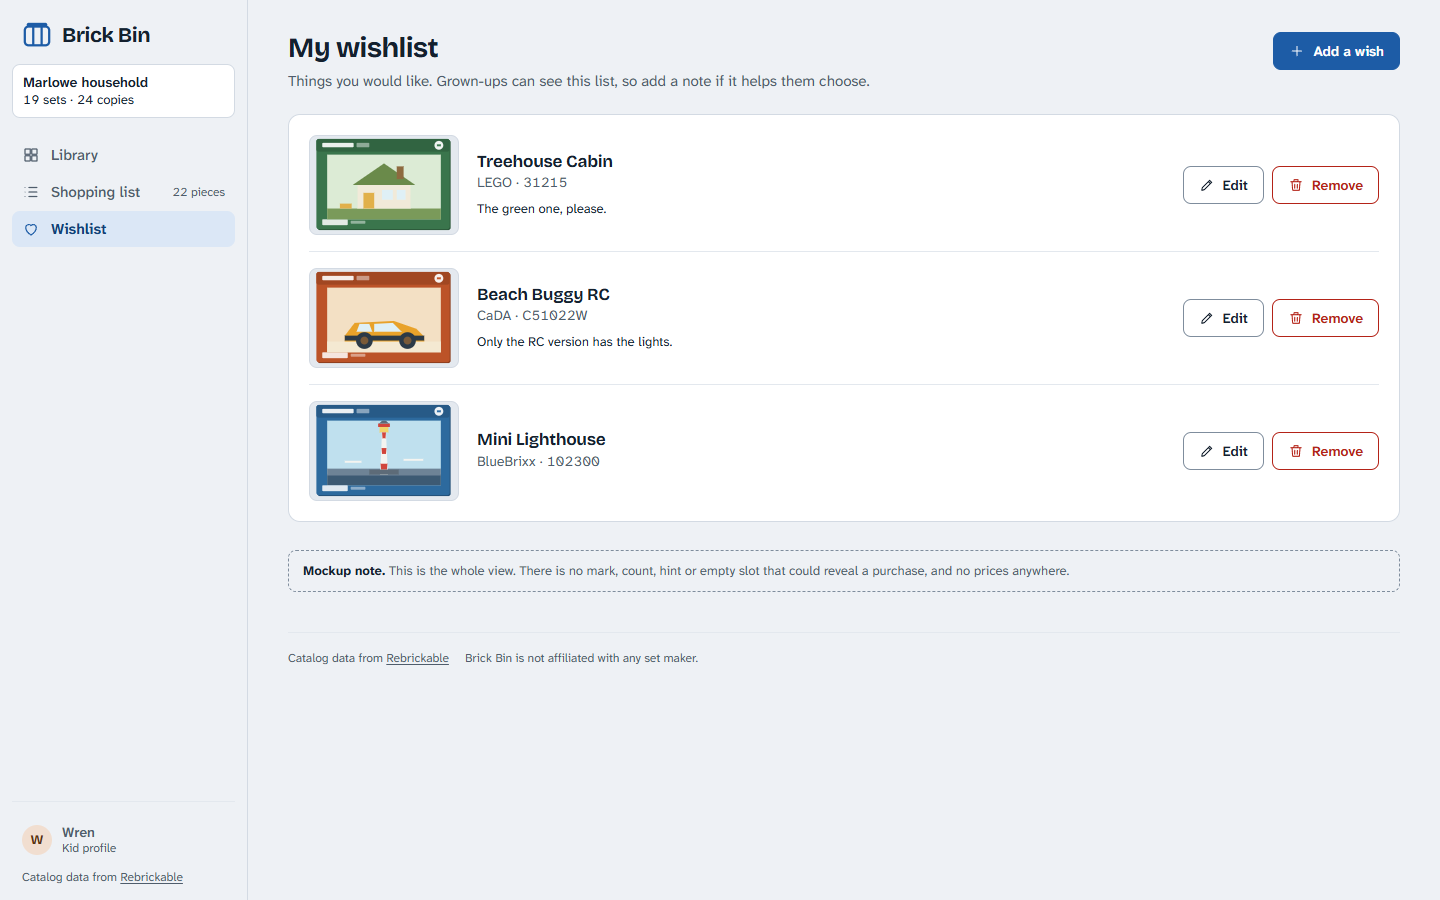 Brick Bin
Marlowe household
19 sets · 24 copies
Library
Shopping list 22 pieces
Wishlist
Wren
W
Kid profile
Catalog data from Rebrickable
My wishlist
Things you would like. Grown-ups can see this list, so add a note if it helps them choose.
Add a wish
Treehouse Cabin
LEGO · 31215
The green one, please.
Edit Remove
Beach Buggy RC
CaDA · C51022W
Only the RC version has the lights.
Edit Remove
Mini Lighthouse
BlueBrixx · 102300
Edit Remove
Mockup note. This is the whole view. There is no mark, count, hint or empty slot that could reveal a purchase, and no prices anywhere.
Catalog data from Rebrickable Brick Bin is not affiliated with any set maker.